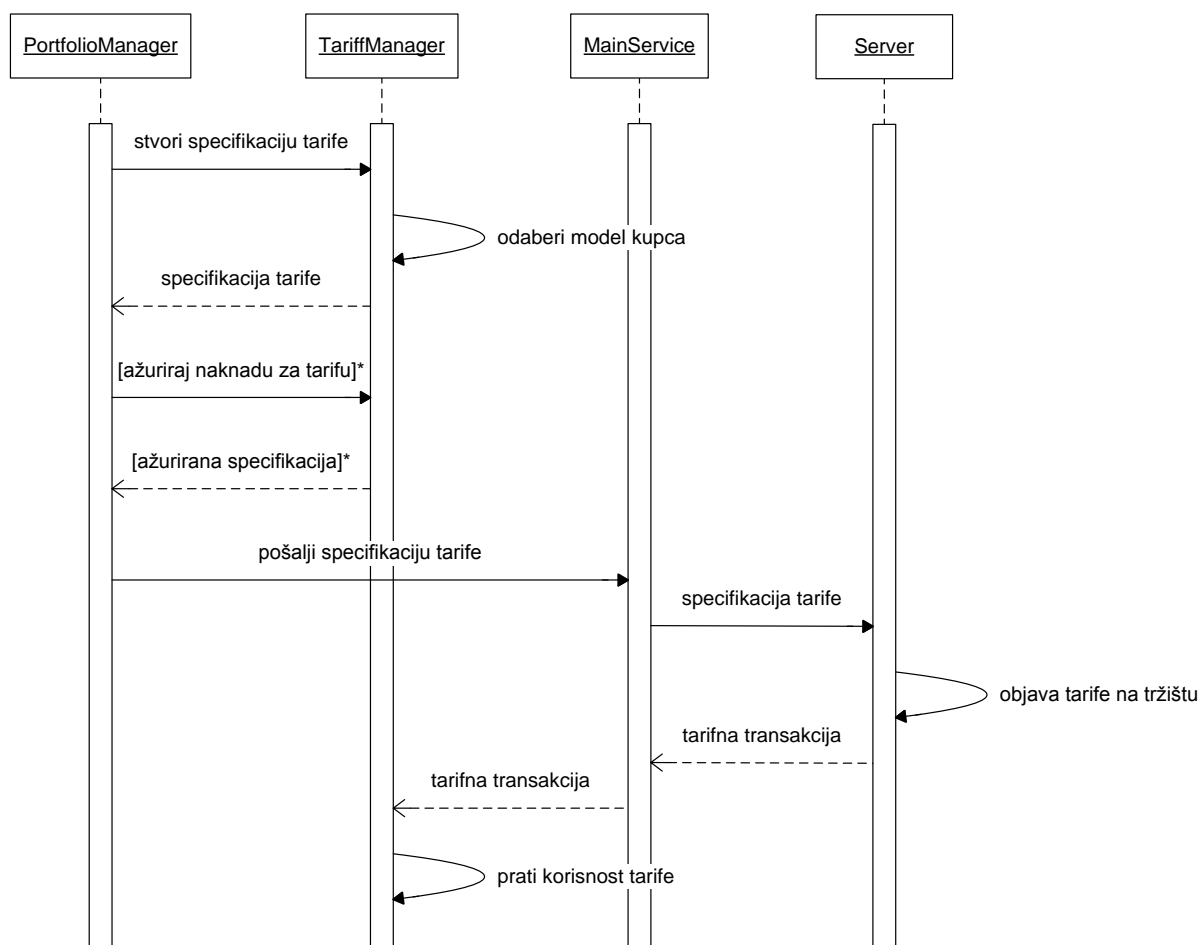 PortfolioManager
TariffManager
MainService
Server
stvori specifikaciju tarife
odaberi model kupca
specifikacija tarife
[ažuriraj naknadu za tarifu]*
[ažurirana specifikacija]*
pošalji specifikaciju tarife
specifikacija tarife
objava tarife na tržištu
tarifna transakcija
tarifna transakcija
prati korisnost tarife